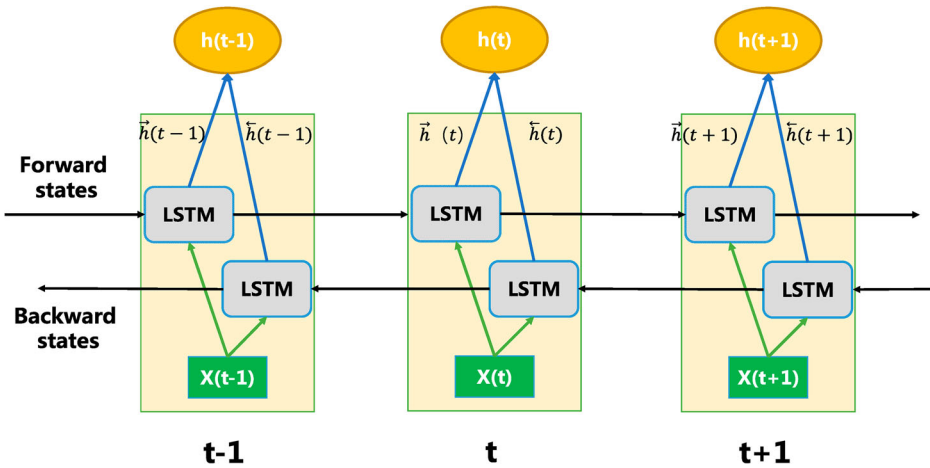 h(t-1) h(t) h(t+1)
h⃗(t − 1) h⃖(t − 1) h⃗ (t) h⃖(t) h⃗(t + 1) h⃖(t + 1)
Forward
states
LSTM LSTM LSTM
LSTM LSTM LSTM
Backward
states
X(t-1) X(t) X(t+1)
t-1 t t+1